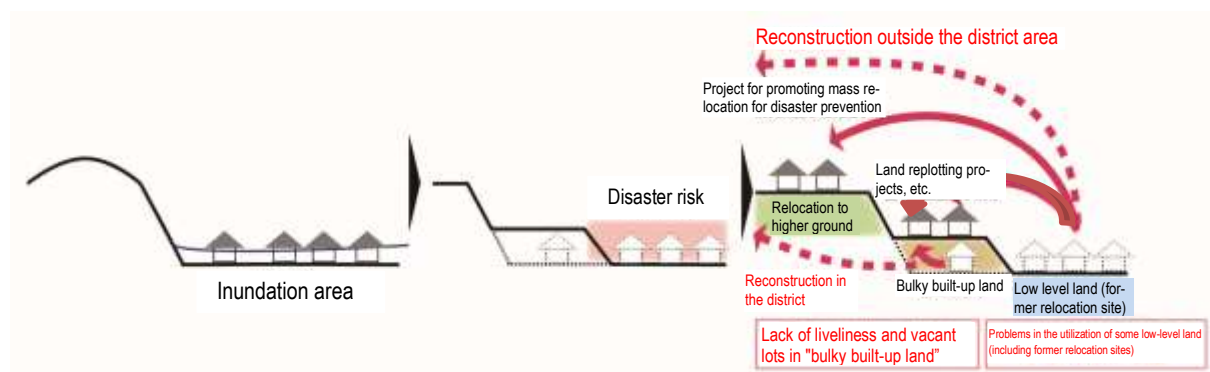 Reconstruction outside the district area
Project for promoting mass re-
location for disaster prevention
Land replotting pro-
jects, etc.
Disaster risk
Relocation to
higher ground
Inundation area
Reconstruction in
the district
Bulky built-up land
Low level land (for-
mer relocation site)
Lack of liveliness and vacant
lots in "bulky built-up land”
Problems in the utilization of some low-level land
(including former relocation sites)